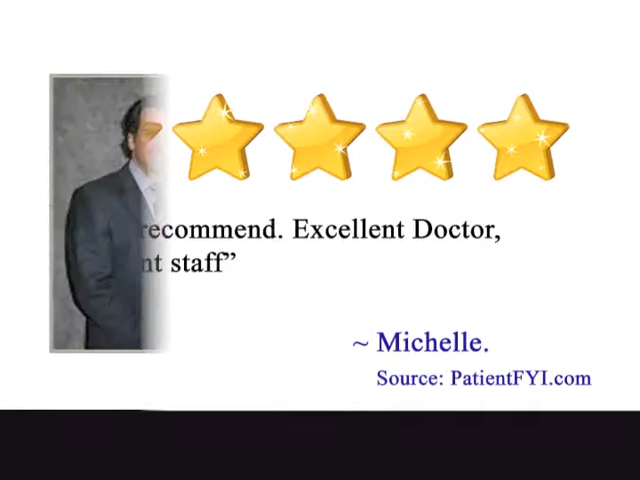 recommend. Excellent Doctor,
nt staff”
~ Michelle.
Source: PatientFYI.com